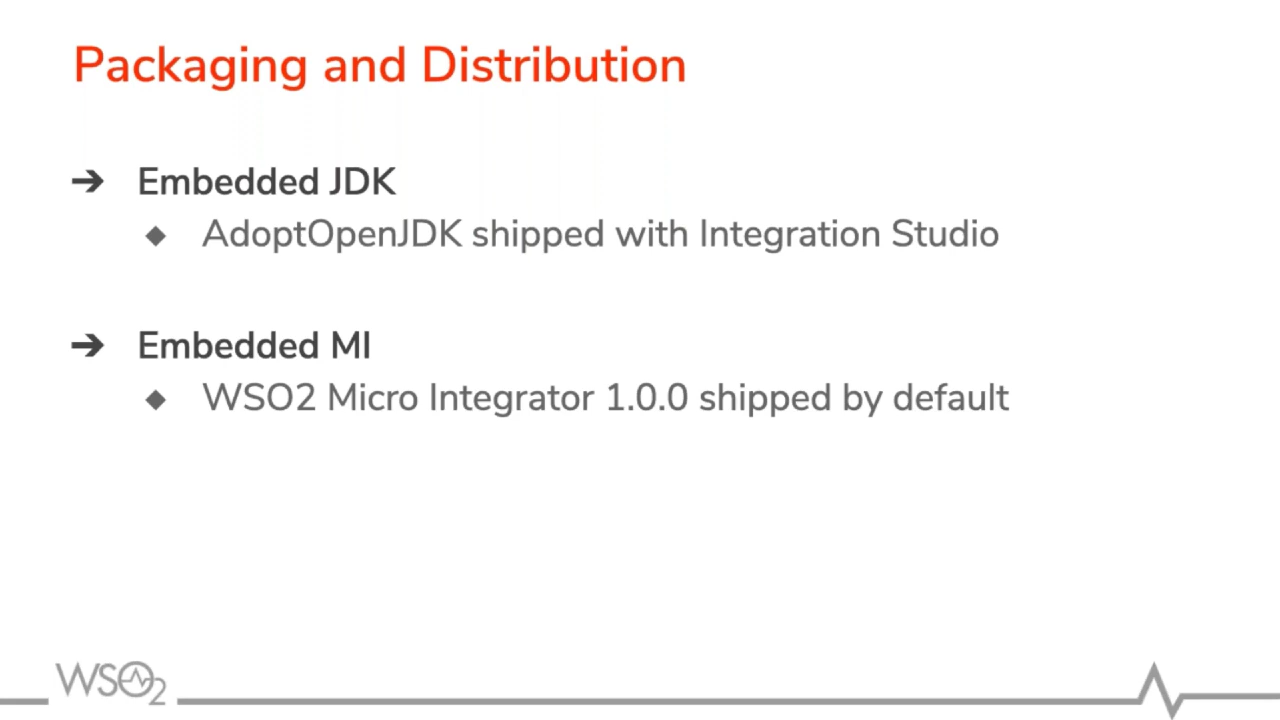 Packaging and Distribution
➔ Embedded JDK
◆ AdoptOpenJDK shipped with Integration Studio
➔ Embedded MI
◆ WSO2 Micro Integrator 1.0.0 shipped by default
WSO2